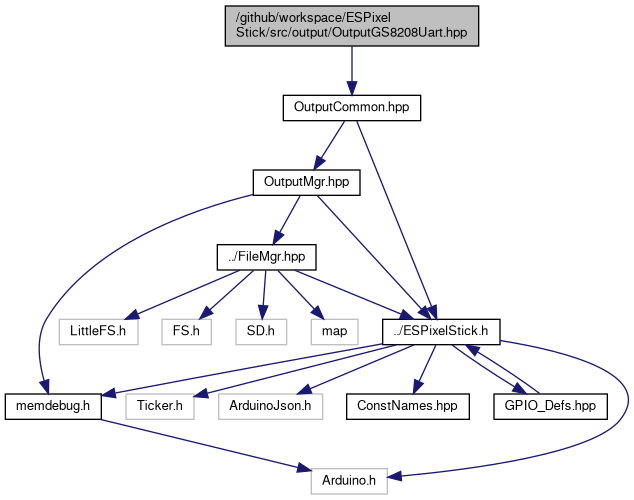 /github/workspace/ESPixel
Stick/src/output/OutputGS8208Uart.hpp
OutputCommon.hpp
OutputMgr.hpp
../FileMgr.hpp
LittleFS.h
FS.h
SD.h
map
../ESPixelStick.h
memdebug.h
Ticker.h
ArduinoJson.h
ConstNames.hpp
GPIO_Defs.hpp
Arduino.h